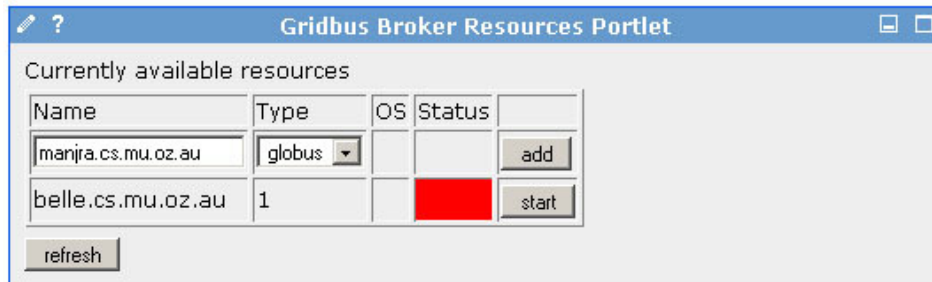 ? Gridbus Broker Resources Portlet
Currently available resources
Name Type OS Status
manjra.cs.mu.oz.au globus add
belle.cs.mu.oz.au 1 start
refresh